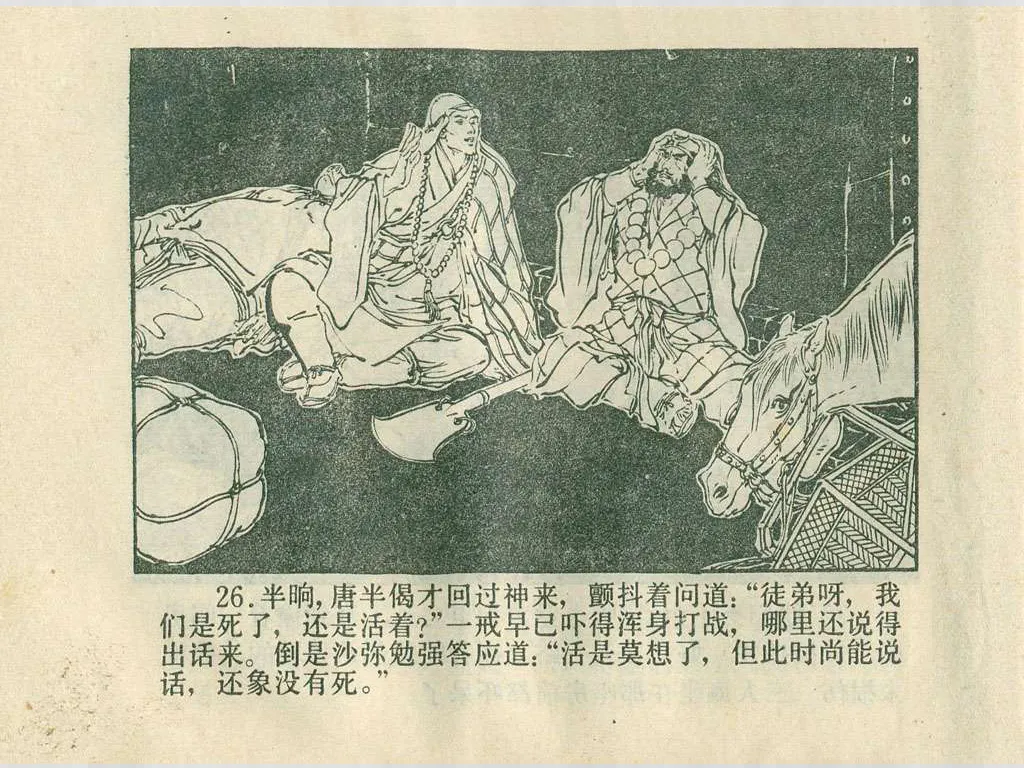 26.半晌，唐半偈才回过神来，颤抖着问道：“徒弟呀，我
们是死了，还是活着？”一戒早已吓得浑身打战，哪里还说得
出话来。倒是沙弥勉强答应道：“活是莫想了，但此时尚能说
话，还象没有死。”